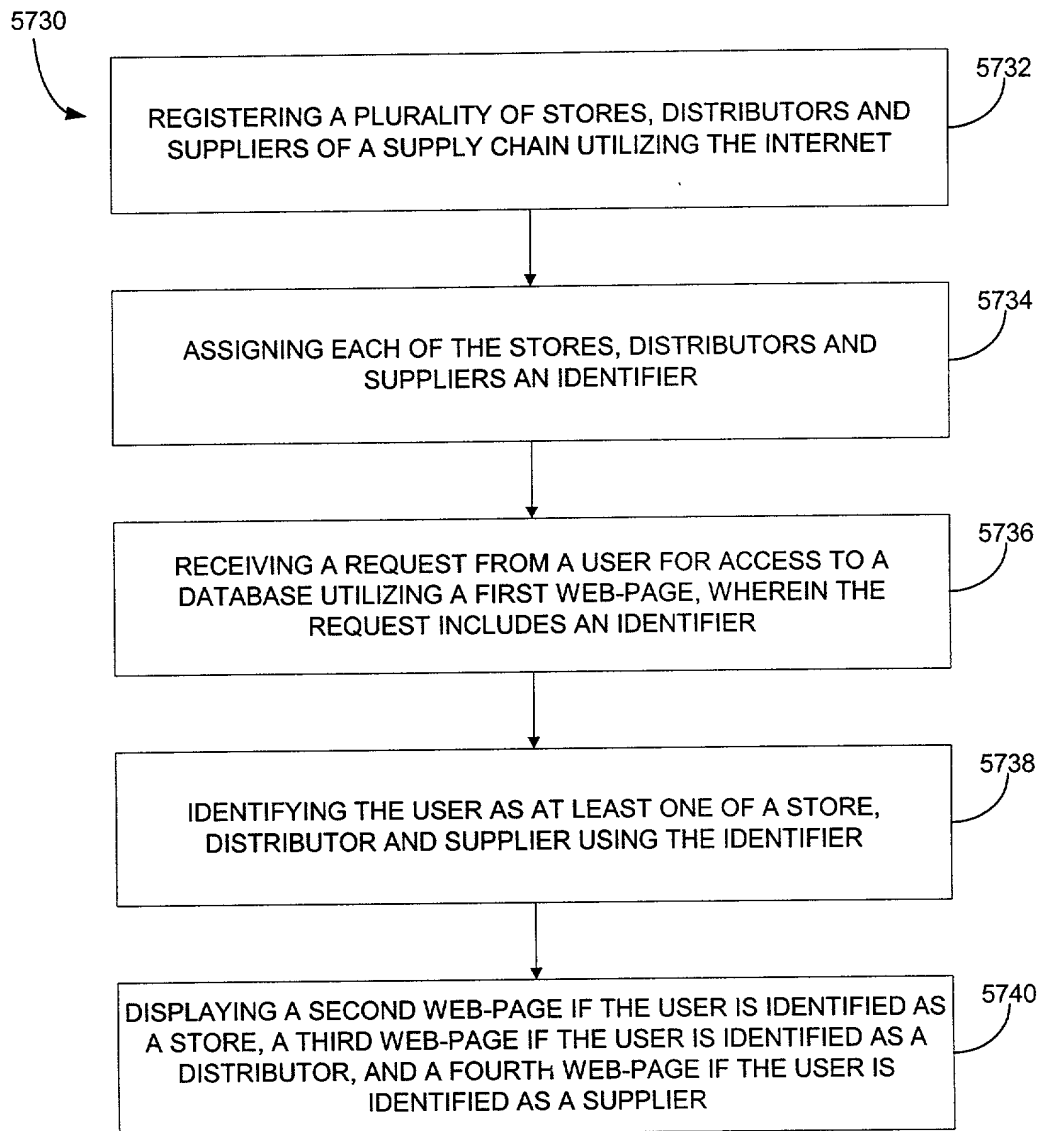 5730
5732
REGISTERING A PLURALITY OF STORES, DISTRIBUTORS AND
SUPPLIERS OF A SUPPLY CHAIN UTILIZING THE INTERNET
5734
ASSIGNING EACH OF THE STORES, DISTRIBUTORS AND
SUPPLIERS AN IDENTIFIER
5736
RECEIVING A REQUEST FROM A USER FOR ACCESS TO A
DATABASE UTILIZING A FIRST WEB-PAGE, WHEREIN THE
REQUEST INCLUDES AN IDENTIFIER
5738
IDENTIFYING THE USER AS AT LEAST ONE OF A STORE,
DISTRIBUTOR AND SUPPLIER USING THE IDENTIFIER
5740
DISPLAYING A SECOND WEB-PAGE IF THE USER IS IDENTIFIED AS
A STORE, A THIRD WEB-PAGE IF THE USER IS IDENTIFIED AS A
DISTRIBUTOR, AND A FOURTH WEB-PAGE IF THE USER IS
IDENTIFIED AS A SUPPLIER